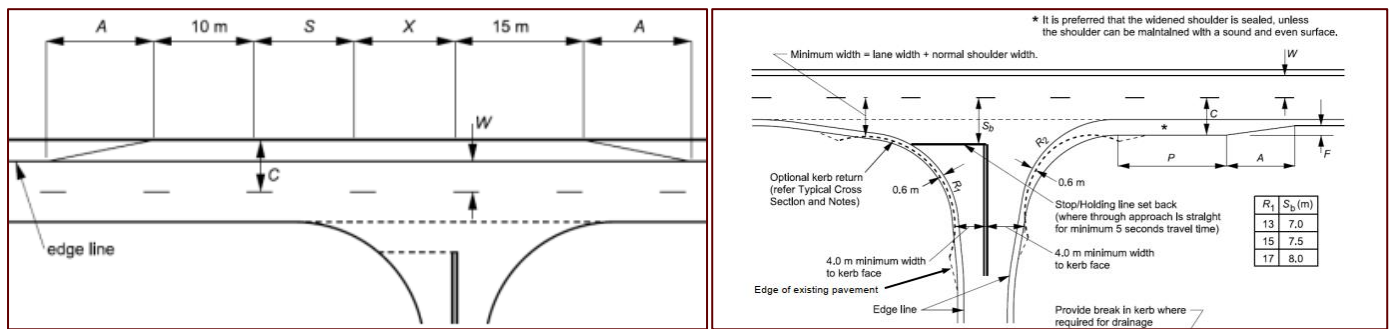 A 10 m S X 15 m A
W
C
edge line
* It is preferred that the widened shoulder is sealed, unless
the shoulder can be maintained with a sound and even surface.
Minimum width = lane width + normal shoulder width.
W
Sb
C
*
R2
P
A
F
Optional kerb return
(refer Typical Cross
Section and Notes)
0.6 m
R1
0.6 m
Stop/Holding line set back
(where through approach Is straight
for minimum 5 seconds travel time)
R1 Sb (m)
13 7.0
15 7.5
17 8.0
4.0 m minimum width
to kerb face
4.0 m minimum width
to kerb face
Edge of existing pavement
Edge line
Provide break in kerb where
required for drainage